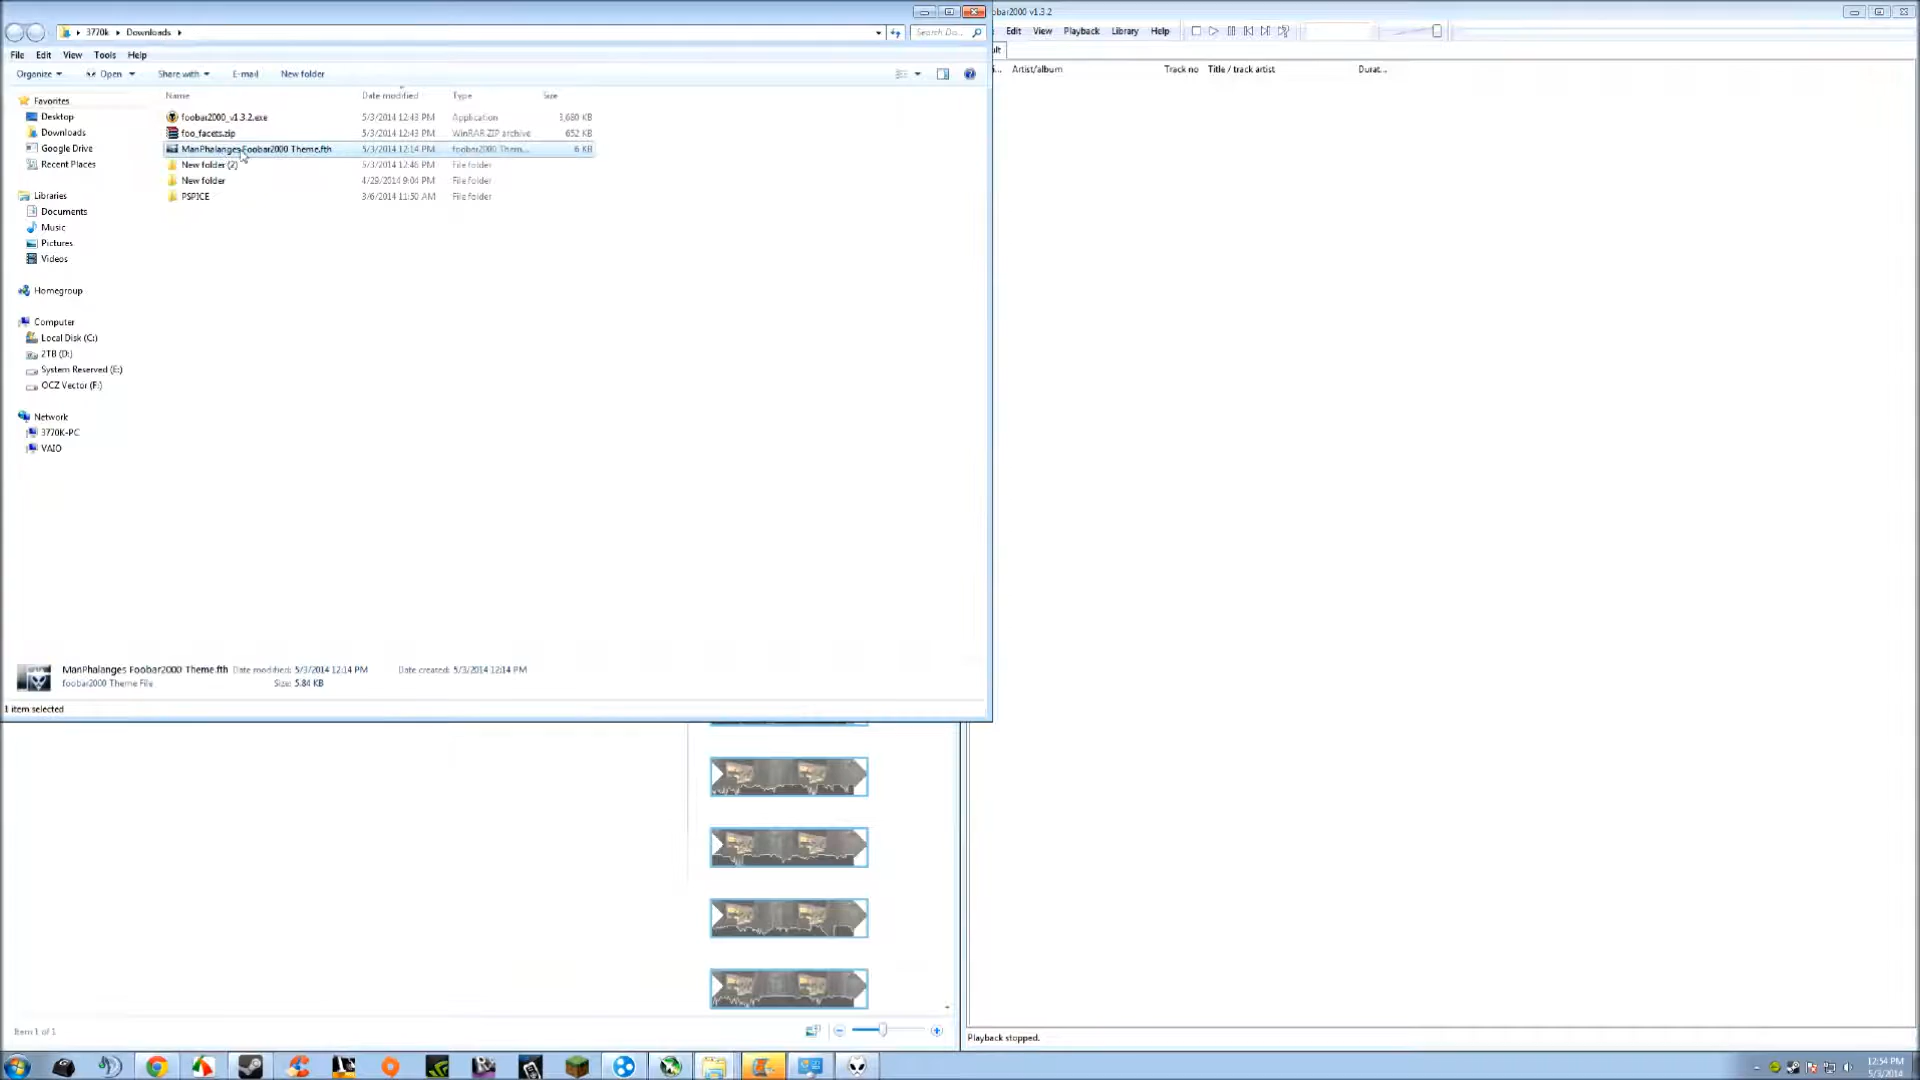 3770k ▸ Downloads ▸
Search Do...
File Edit View Tools Help
Organize Open Share with E-mail New folder
Name Date modified Type Size
foobar2000_v1.3.2.exe 5/3/2014 12:43 PM Application 3,680 KB
foo_facets.zip 5/3/2014 12:43 PM WinRAR ZIP archive 652 KB
ManPhalanges Foobar2000 Theme.fth 5/3/2014 12:14 PM foobar2000 Them... 6 KB
New folder (2) 5/3/2014 12:46 PM File folder
New folder 4/29/2014 9:04 PM File folder
PSPICE 3/6/2014 11:50 AM File folder
Favorites
Desktop
Downloads
Google Drive
Recent Places
Libraries
Documents
Music
Pictures
Videos
Homegroup
Computer
Local Disk (C:)
2TB (D:)
System Reserved (E:)
OCZ Vector (F:)
Network
3770K-PC
VAIO
ManPhalanges Foobar2000 Theme.fth Date modified: 5/3/2014 12:14 PM Date created: 5/3/2014 12:14 PM
foobar2000 Theme File Size: 5.84 KB
1 item selected
Item 1 of 1
obar2000 v1.3.2
Edit View Playback Library Help
ult
... Artist/album Track no Title / track artist Durat...
Playback stopped.
12:54 PM
5/3/2014